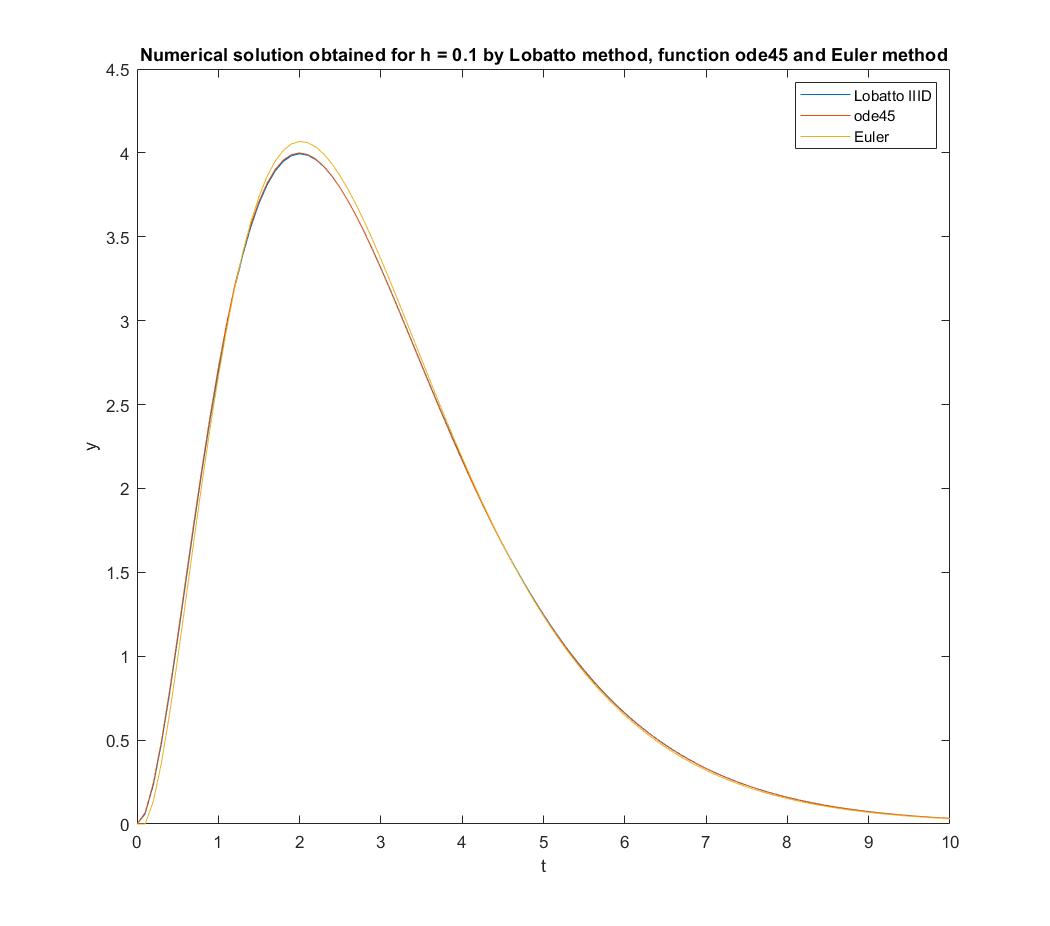 Numerical solution obtained for h = 0.1 by Lobatto method, function ode45 and Euler method
4.5
4
3.5
3
2.5
2
1.5
1
0.5
0
y
Lobatto IIID
ode45
Euler
0 1 2 3 4 5 6 7 8 9 10
t